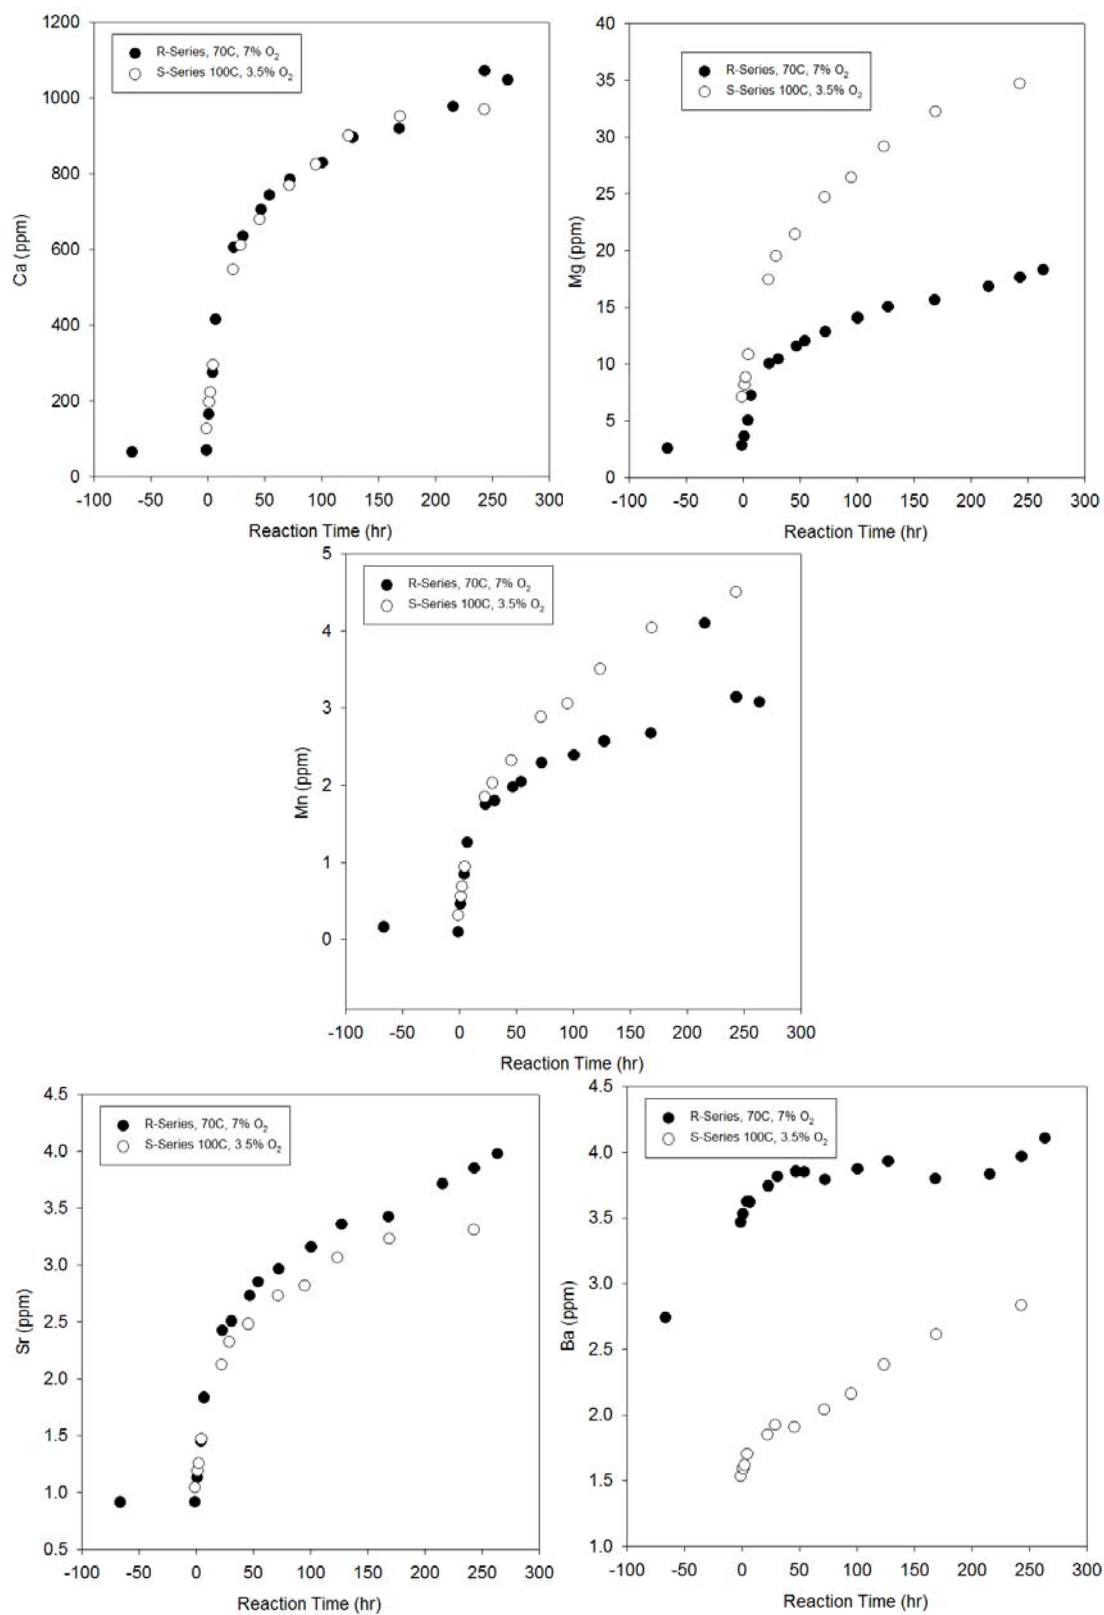 1200
1000
800
600
400
200
0
Ca (ppm)
R-Series, 70C, 7% O₂
S-Series 100C, 3.5% O₂
-100 -50 0 50 100 150 200 250 300
Reaction Time (hr)
40
35
30
25
20
15
10
5
0
Mg (ppm)
R-Series, 70C, 7% O₂
S-Series 100C, 3.5% O₂
-100 -50 0 50 100 150 200 250 300
Reaction Time (hr)
5
4
3
2
1
0
Mn (ppm)
R-Series, 70C, 7% O₂
S-Series 100C, 3.5% O₂
-100 -50 0 50 100 150 200 250 300
Reaction Time (hr)
4.5
4.0
3.5
3.0
2.5
2.0
1.5
1.0
0.5
Sr (ppm)
R-Series, 70C, 7% O₂
S-Series 100C, 3.5% O₂
-100 -50 0 50 100 150 200 250 300
Reaction Time (hr)
4.5
4.0
3.5
3.0
2.5
2.0
1.5
1.0
Ba (ppm)
R-Series, 70C, 7% O₂
S-Series 100C, 3.5% O₂
-100 -50 0 50 100 150 200 250 300
Reaction Time (hr)